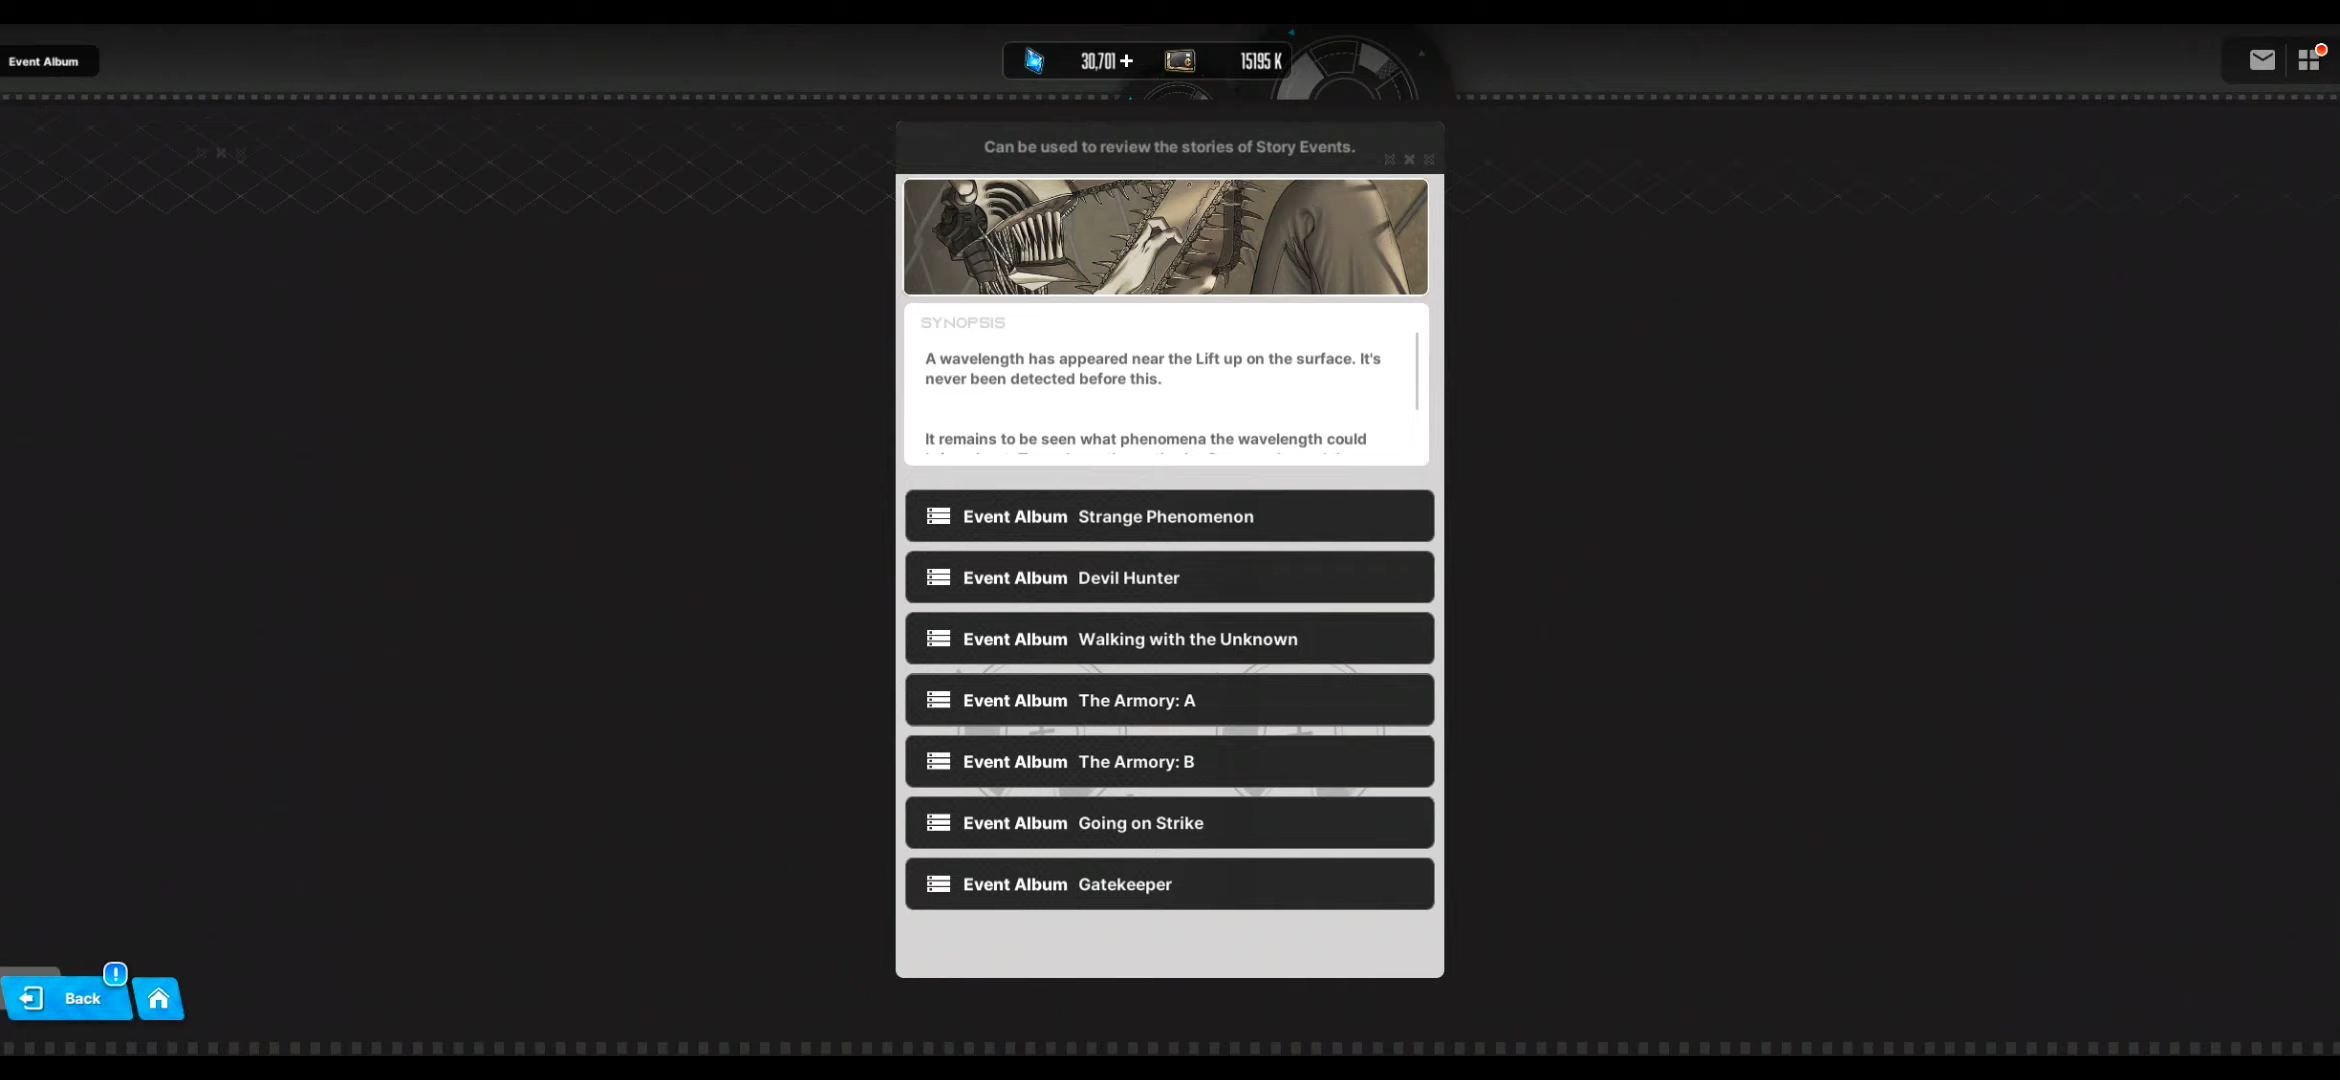 Event Album
30,701 +
15195 K
Can be used to review the stories of Story Events.
SYNOPSIS
A wavelength has appeared near the Lift up on the surface. It's
never been detected before this.
It remains to be seen what phenomena the wavelength could
Event Album Strange Phenomenon
Event Album Devil Hunter
Event Album Walking with the Unknown
Event Album The Armory: A
Event Album The Armory: B
Event Album Going on Strike
Event Album Gatekeeper
!
Back